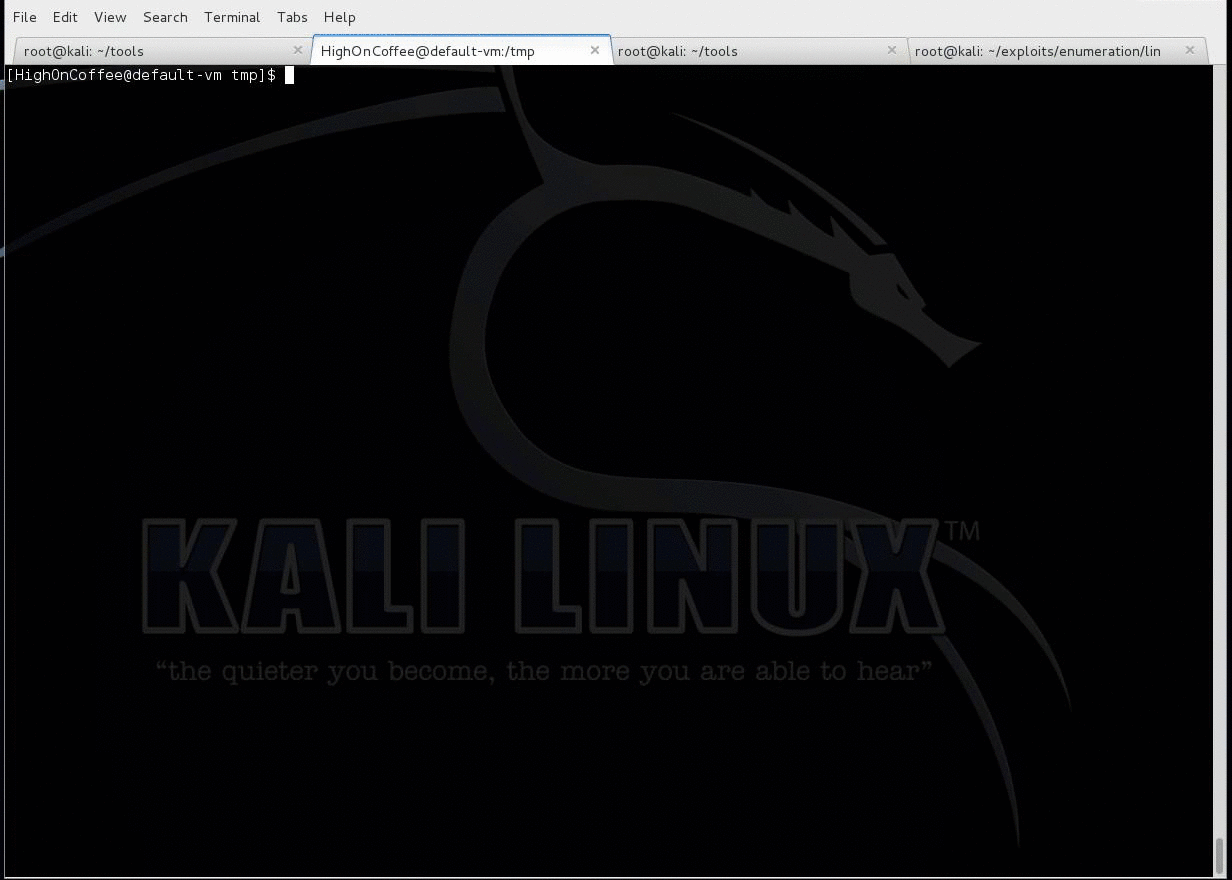 File Edit View Search Terminal Tabs Help
root@kali: ~/tools HighOnCoffee@default-vm:/tmp root@kali: ~/tools root@kali: ~/exploits/enumeration/lin
[HighOnCoffee@default-vm tmp]$
KALI LINUX™
“the quieter you become, the more you are able to hear”